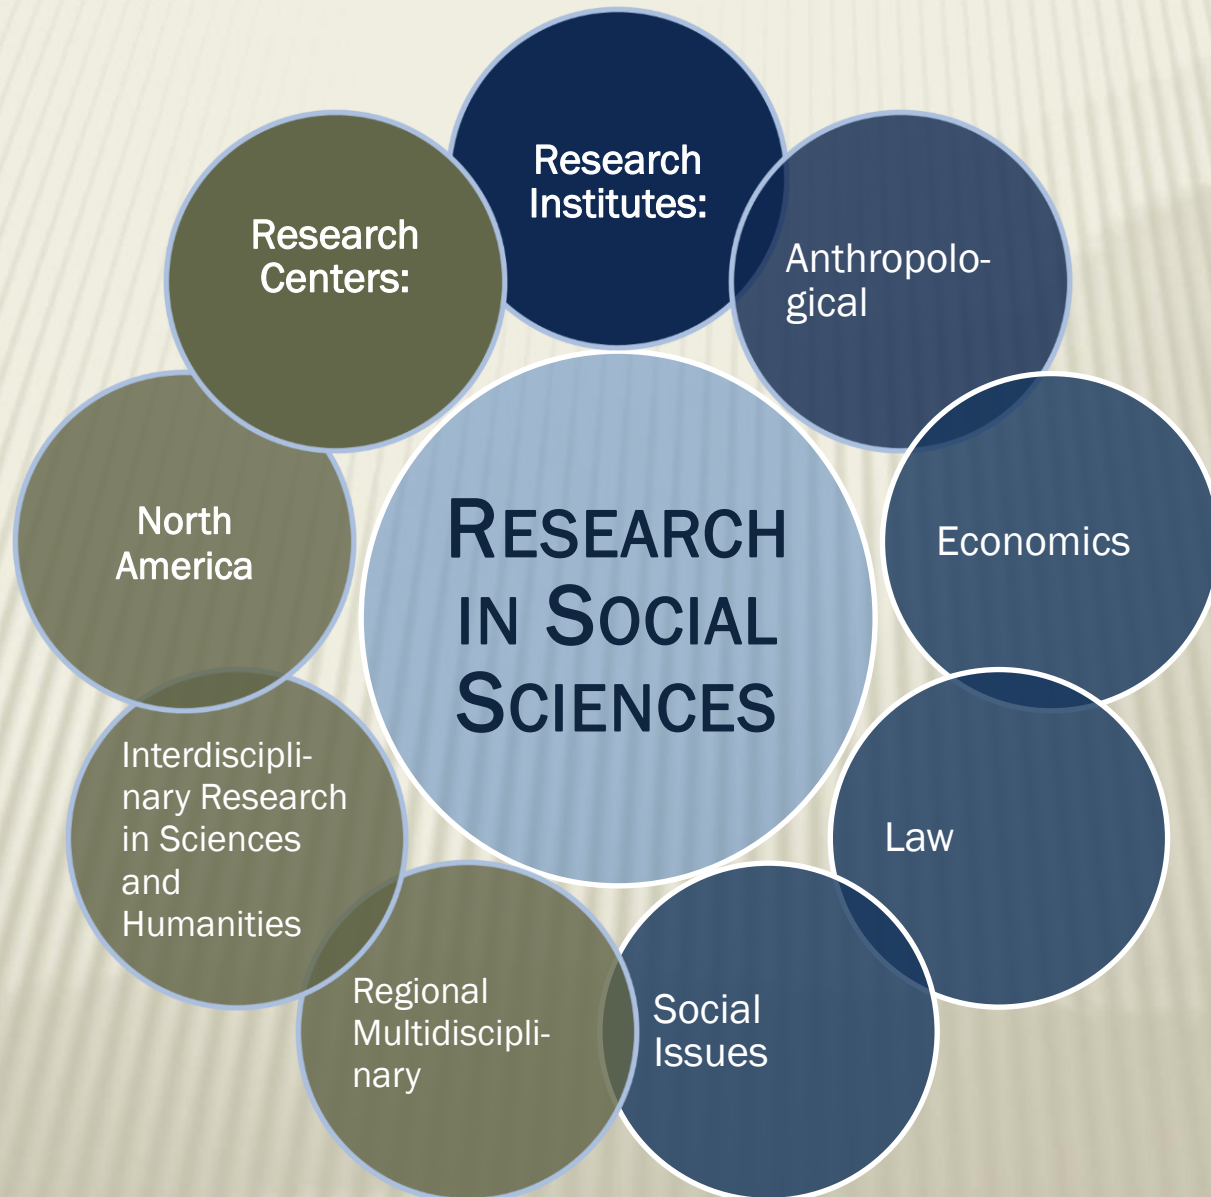 Research
Institutes:
Anthropolo-
gical
Economics
Law
Social
Issues
Regional
Multidiscipli-
nary
Interdiscipli-
nary Research
in Sciences
and
Humanities
North
America
Research
Centers:
RESEARCH
IN SOCIAL
SCIENCES